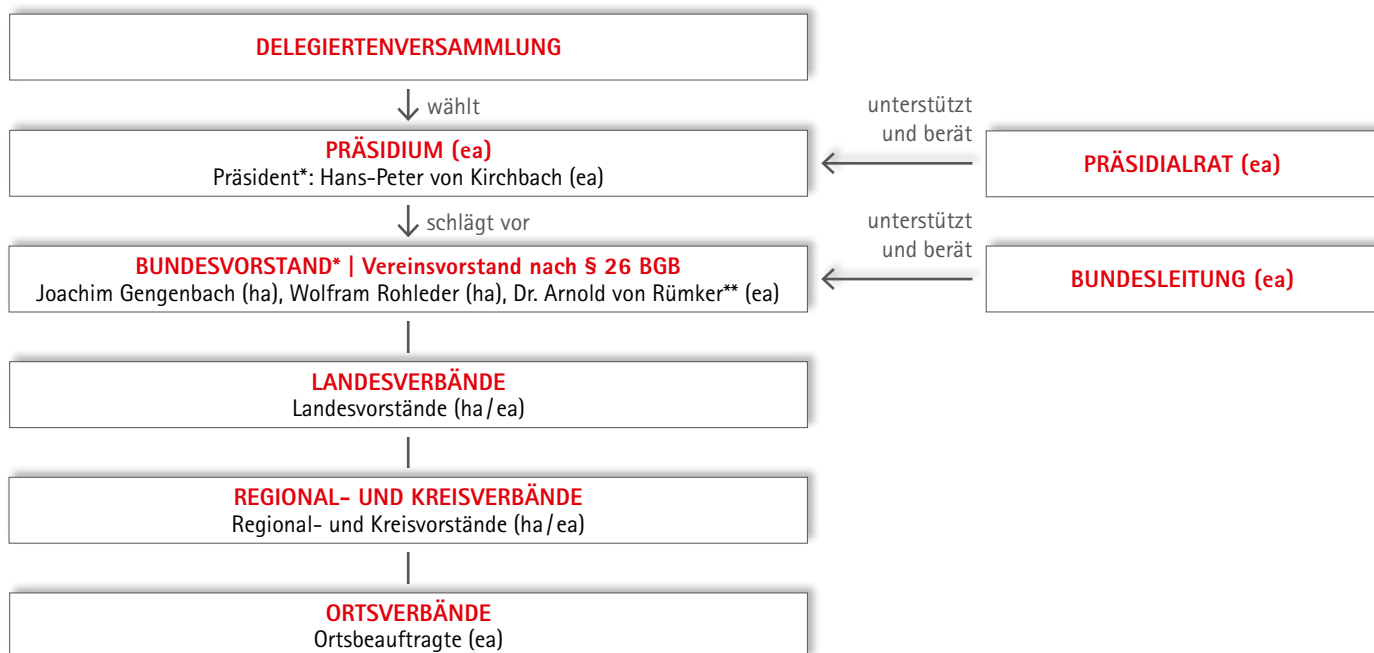 DELEGIERTENVERSAMMLUNG
wählt
PRÄSIDIUM (ea)
Präsident*: Hans-Peter von Kirchbach (ea)
unterstützt
und berät
PRÄSIDIALRAT (ea)
schlägt vor
BUNDESVORSTAND* | Vereinsvorstand nach § 26 BGB
Joachim Gengenbach (ha), Wolfram Rohleder (ha), Dr. Arnold von Rümker** (ea)
unterstützt
und berät
BUNDESLEITUNG (ea)
LANDESVERBÄNDE
Landesvorstände (ha/ea)
REGIONAL- UND KREISVERBÄNDE
Regional- und Kreisvorstände (ha/ea)
ORTSVERBÄNDE
Ortsbeauftragte (ea)